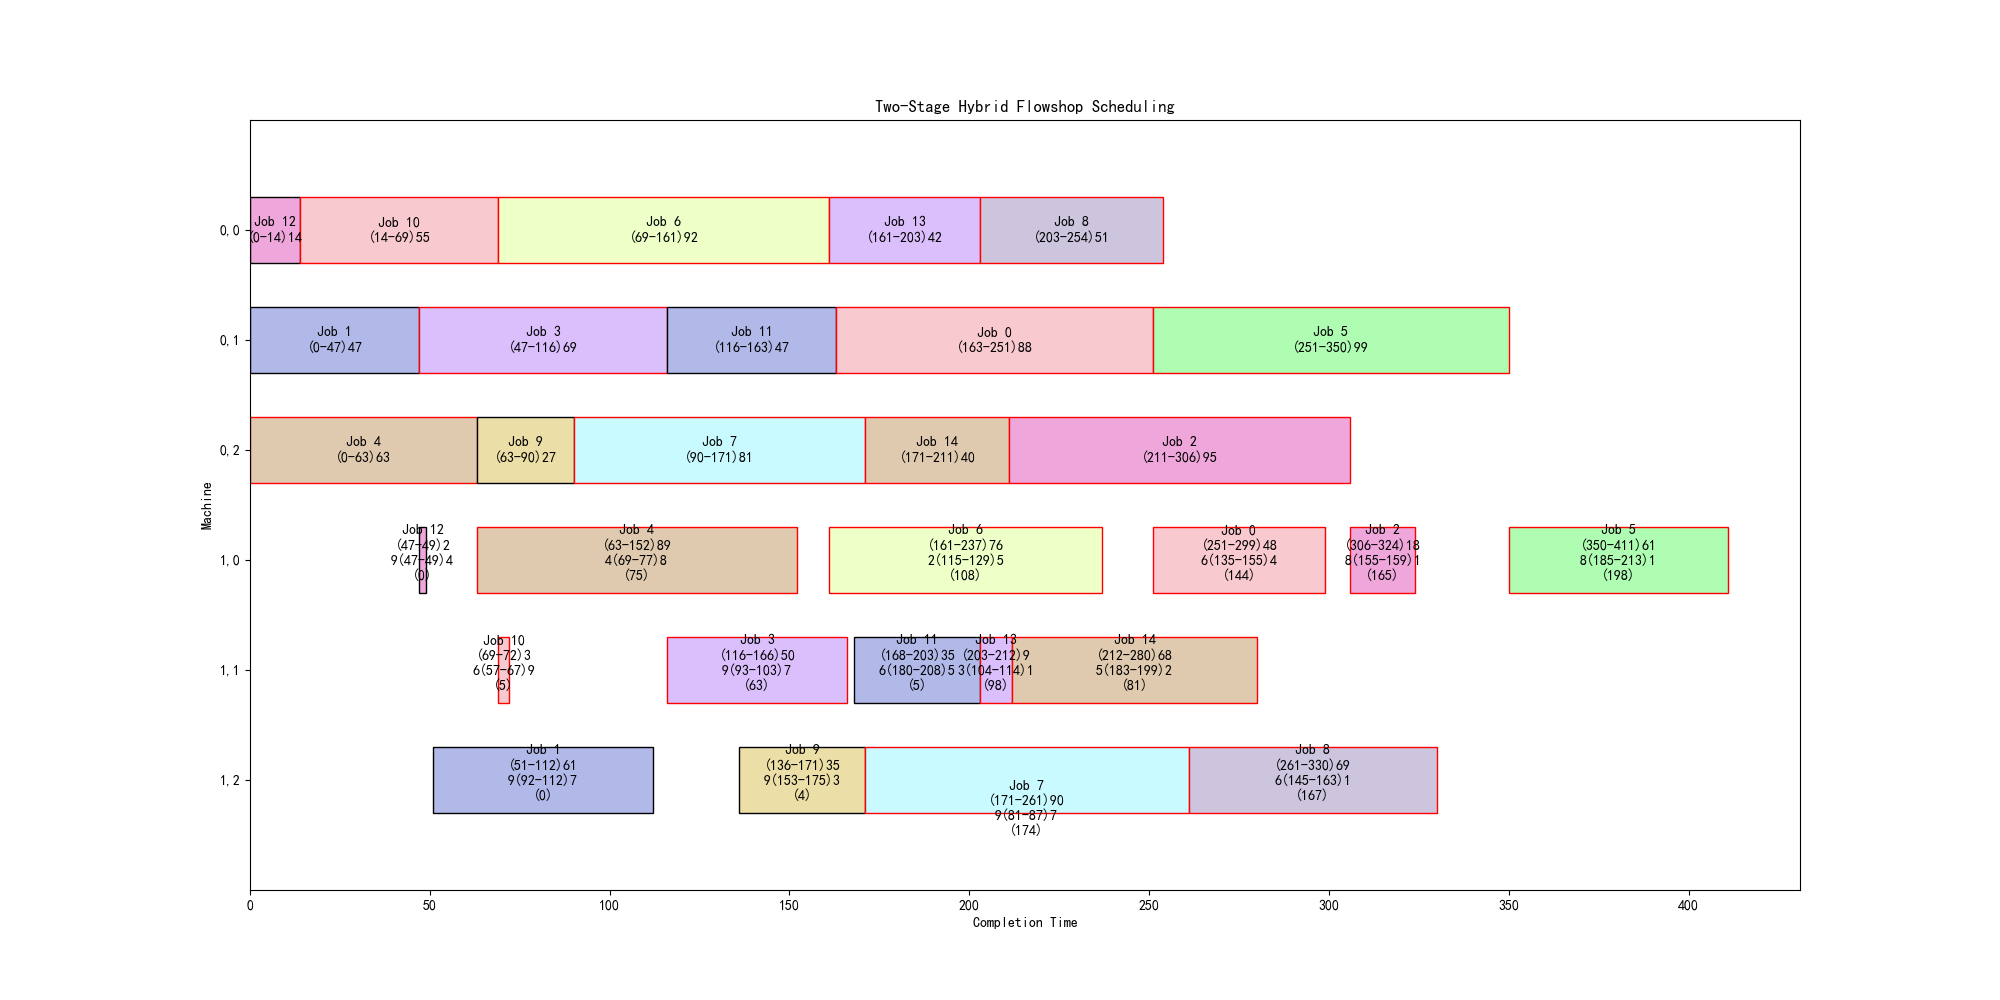 Two-Stage Hybrid Flowshop Scheduling
Machine
0,0
Job 12
(0-14)14
Job 10
(14-69)55
Job 6
(69-161)92
Job 13
(161-203)42
Job 8
(203-254)51
0,1
Job 1
(0-47)47
Job 3
(47-116)69
Job 11
(116-163)47
Job 0
(163-251)88
Job 5
(251-350)99
0,2
Job 4
(0-63)63
Job 9
(63-90)27
Job 7
(90-171)81
Job 14
(171-211)40
Job 2
(211-306)95
1,0
Job 12
(47-49)2
9(47-49)4
(0)
Job 4
(63-152)89
4(69-77)8
(75)
Job 6
(161-237)76
2(115-129)5
(108)
Job 0
(251-299)48
6(135-155)4
(144)
Job 2
(306-324)18
8(155-159)1
(165)
Job 5
(350-411)61
8(185-213)1
(198)
1,1
Job 10
(69-72)3
6(57-67)9
(5)
Job 3
(116-166)50
9(93-103)7
(63)
Job 11
(168-203)35
6(180-208)5
(5)
Job 13
(203-212)9
3(104-114)1
(98)
Job 14
(212-280)68
5(183-199)2
(81)
1,2
Job 1
(51-112)61
9(92-112)7
(0)
Job 9
(136-171)35
9(153-175)3
(4)
Job 7
(171-261)90
9(81-87)7
(174)
Job 8
(261-330)69
6(145-163)1
(167)
0
50
100
150
200
250
300
350
400
Completion Time